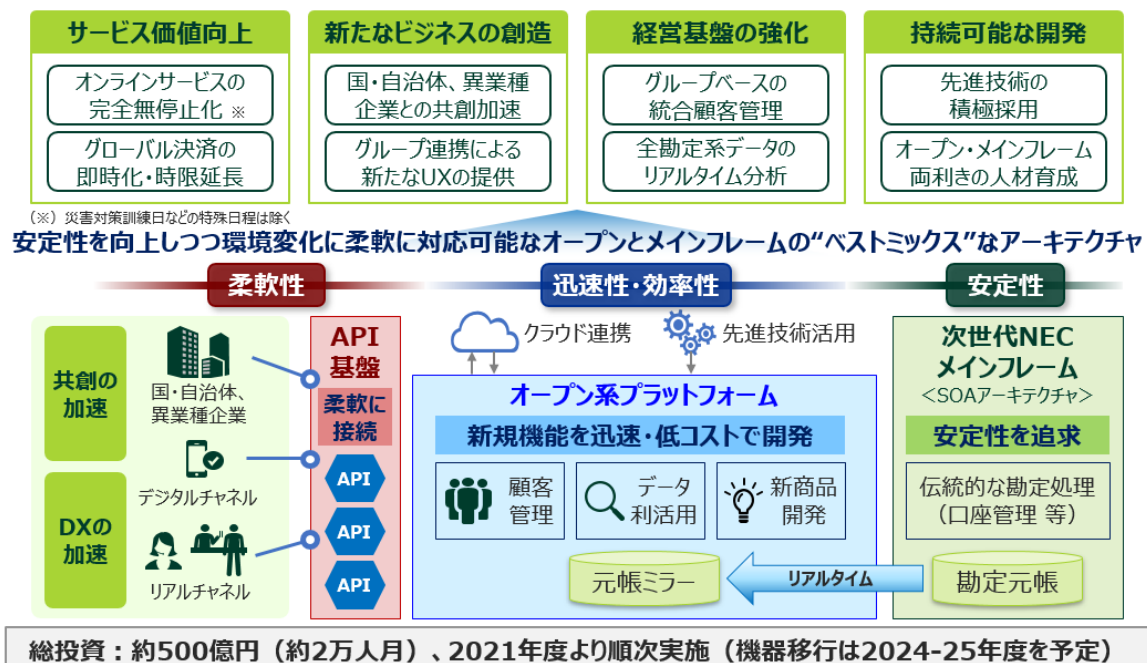 サービス価値向上
オンラインサービスの
完全無停止化 ※
グローバル決済の
即時化・時限延長
新たなビジネスの創造
国・自治体、異業種
企業との共創加速
グループ連携による
新たなUXの提供
経営基盤の強化
グループベースの
統合顧客管理
全勘定系データの
リアルタイム分析
持続可能な開発
先進技術の
積極採用
オープン・メインフレーム
両利きの人材育成
（※）災害対策訓練日などの特殊日程は除く
安定性を向上しつつ環境変化に柔軟に対応可能なオープンとメインフレームの“ベストミックス”なアーキテクチャ
柔軟性
迅速性・効率性
安定性
共創の
加速
DXの
加速
国・自治体、
異業種企業
デジタルチャネル
リアルチャネル
API
基盤
柔軟に
接続
API
API
API
クラウド連携
先進技術活用
オープン系プラットフォーム
新規機能を迅速・低コストで開発
顧客
管理
データ
利活用
新商品
開発
元帳ミラー
リアルタイム
次世代NEC
メインフレーム
＜SOAアーキテクチャ＞
安定性を追求
伝統的な勘定処理
（口座管理 等）
勘定元帳
総投資：約500億円（約2万人月）、2021年度より順次実施（機器移行は2024-25年度を予定）